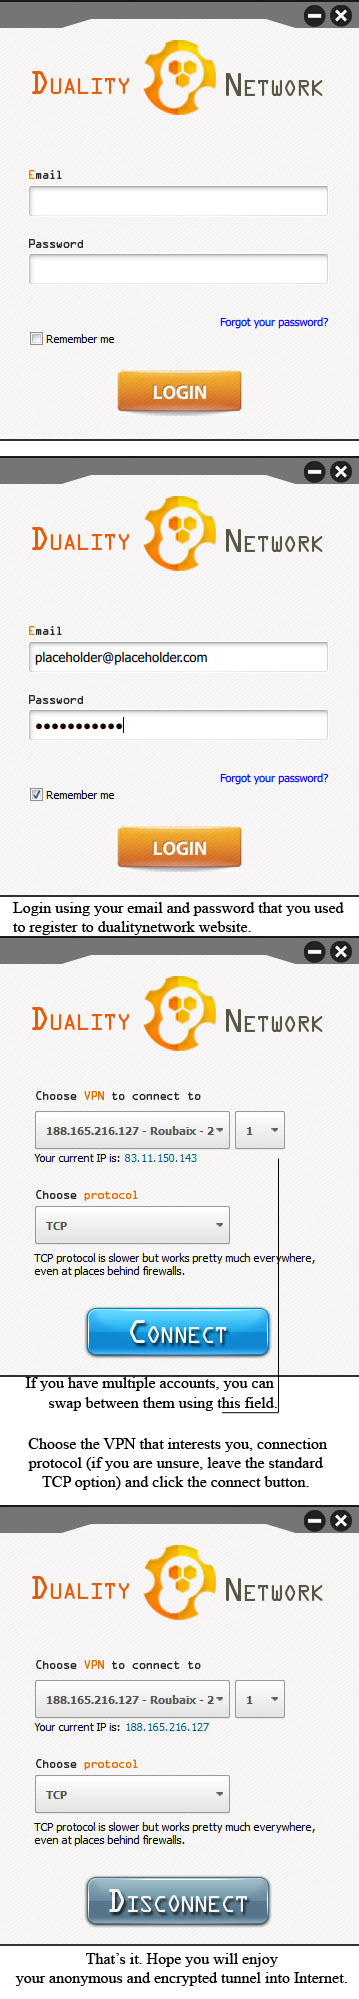 DUALITY NETWORK
Email
Password
Forgot your password?
Remember me
LOGIN
DUALITY NETWORK
Email
placeholder@placeholder.com
Password
●●●●●●●●●●●
Forgot your password?
Remember me
LOGIN
Login using your email and password that you used
to register to dualitynetwork website.
DUALITY NETWORK
Choose VPN to connect to
188.165.216.127 - Roubaix - 2 1
Your current IP is: 83.11.150.143
Choose protocol
TCP
TCP protocol is slower but works pretty much everywhere,
even at places behind firewalls.
CONNECT
If you have multiple accounts, you can
swap between them using this field.
Choose the VPN that interests you, connection
protocol (if you are unsure, leave the standard
TCP option) and click the connect button.
DUALITY NETWORK
Choose VPN to connect to
188.165.216.127 - Roubaix - 2 1
Your current IP is: 188.165.216.127
Choose protocol
TCP
TCP protocol is slower but works pretty much everywhere,
even at places behind firewalls.
DISCONNECT
That's it. Hope you will enjoy
your anonymous and encrypted tunnel into Internet.